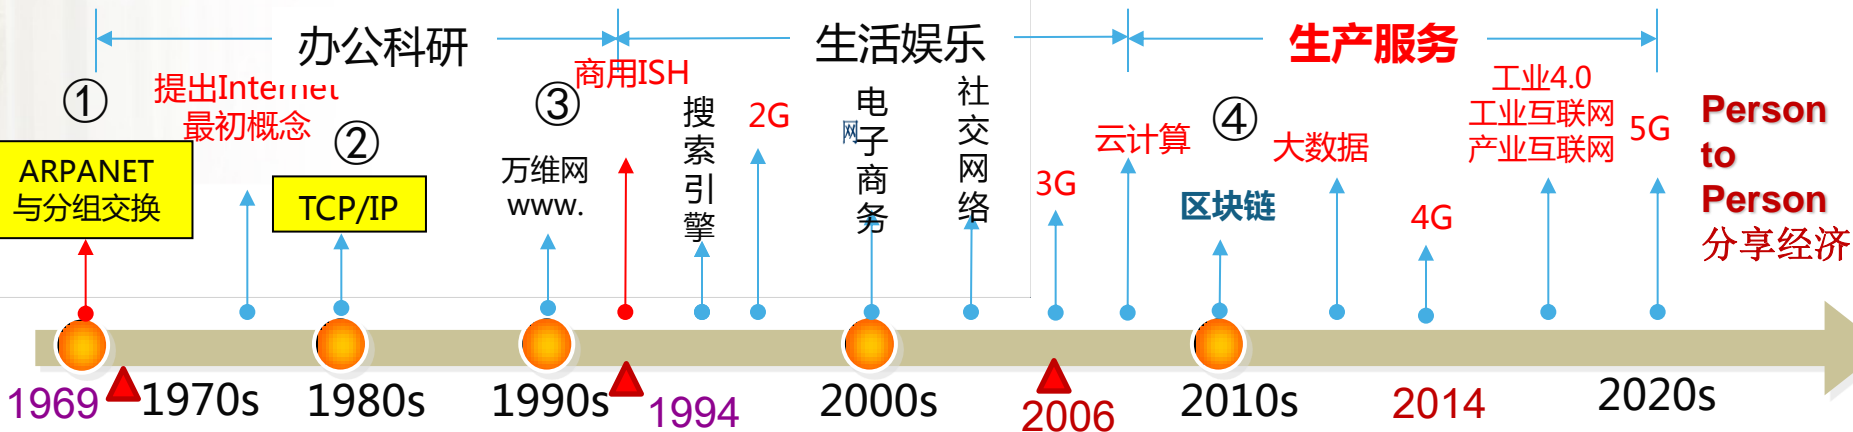 办公科研
生活娱乐
生产服务
①
提出Internet
最初概念
②
③
商用ISH
搜索引擎
2G
电子商务
网
社交网络
3G
云计算
④
大数据
工业4.0
工业互联网
产业互联网
5G
Person
to
Person
分享经济
ARPANET
与分组交换
TCP/IP
万维网
www.
区块链
4G
1969
1970s
1980s
1990s
1994
2000s
2006
2010s
2014
2020s